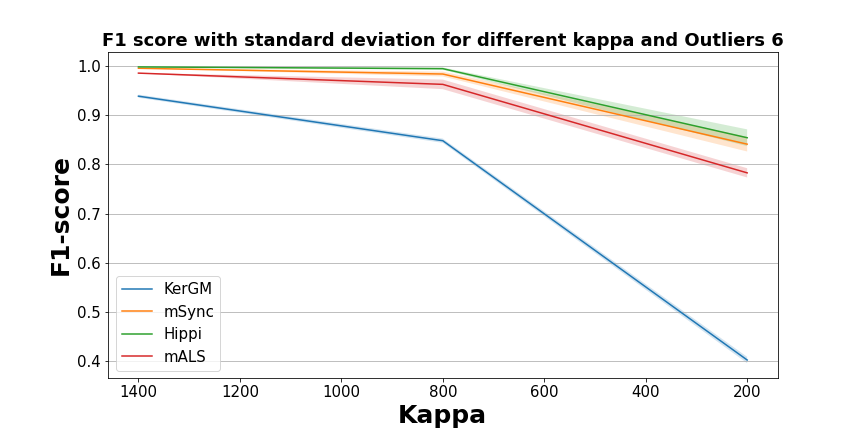 F1 score with standard deviation for different kappa and Outliers 6
F1-score
1.0
0.9
0.8
0.7
0.6
0.5
0.4
KerGM
mSync
Hippi
mALS
1400 1200 1000 800 600 400 200
Kappa